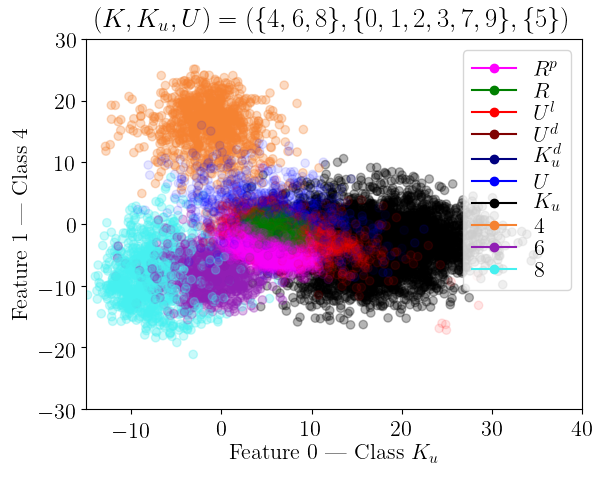 (K, K_u, U) = ({4, 6, 8}, {0, 1, 2, 3, 7, 9}, {5})
30
20
10
0
−10
−20
−30
Feature 1 — Class 4
R^p
R
U^l
U^d
K_u^d
U
K_u
4
6
8
−10
0
10
20
30
40
Feature 0 — Class K_u